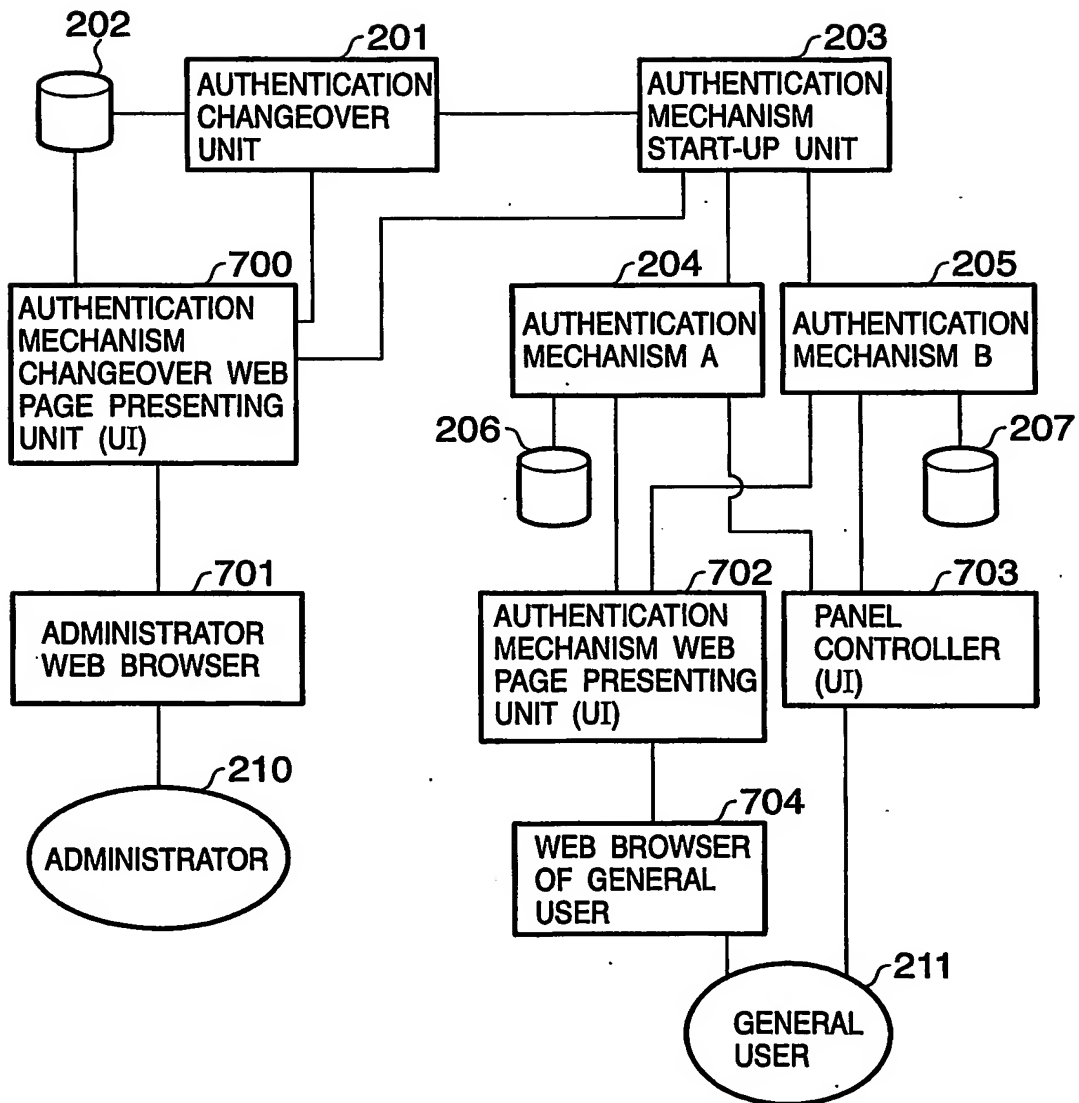 202
201
203
AUTHENTICATION
CHANGEOVER
UNIT
AUTHENTICATION
MECHANISM
START-UP UNIT
700
AUTHENTICATION
MECHANISM
CHANGEOVER WEB
PAGE PRESENTING
UNIT (UI)
204
AUTHENTICATION
MECHANISM A
205
AUTHENTICATION
MECHANISM B
206
207
701
ADMINISTRATOR
WEB BROWSER
702
AUTHENTICATION
MECHANISM WEB
PAGE PRESENTING
UNIT (UI)
703
PANEL
CONTROLLER
(UI)
210
ADMINISTRATOR
704
WEB BROWSER
OF GENERAL
USER
211
GENERAL
USER